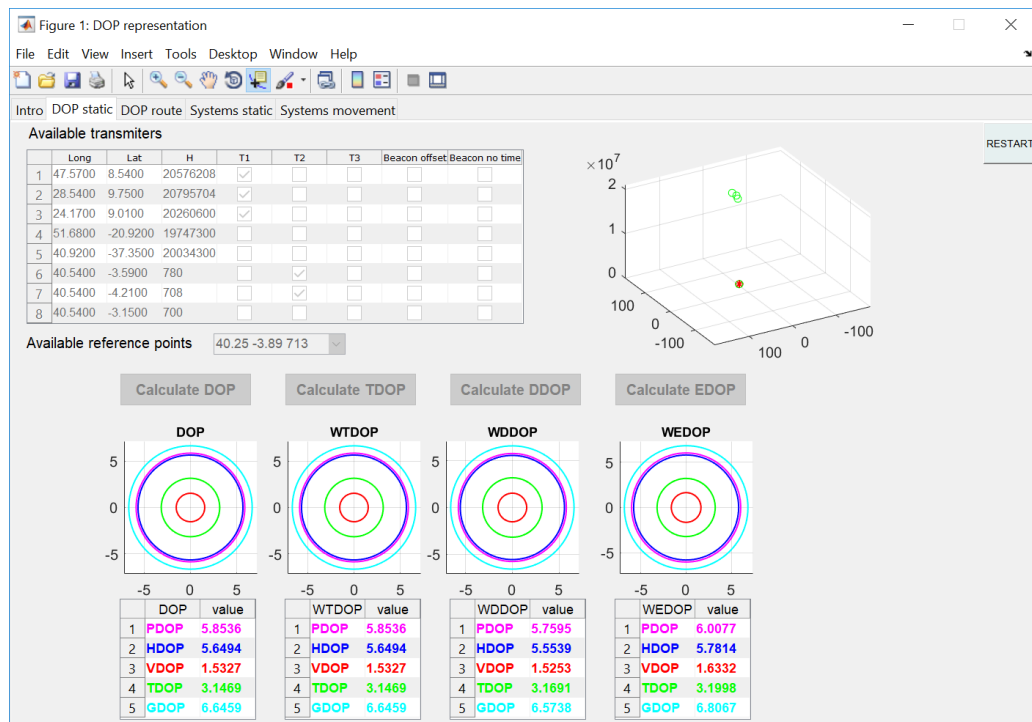 Figure 1: DOP representation
File Edit View Insert Tools Desktop Window Help
Intro DOP static DOP route Systems static Systems movement
Available transmiters
RESTART
Long Lat H T1 T2 T3 Beacon offset Beacon no time
1 47.5700 8.5400 20576208
2 28.5400 9.7500 20795704
3 24.1700 9.0100 20260600
4 51.6800 -20.9200 19747300
5 40.9200 -37.3500 20034300
6 40.5400 -3.5900 780
7 40.5400 -4.2100 708
8 40.5400 -3.1500 700
×10^7
2
1
0
100
0
-100
100
0
-100
Available reference points 40.25 -3.89 713
Calculate DOP Calculate TDOP Calculate DDOP Calculate EDOP
DOP WTDOP WDDOP WEDOP
5 5 5 5
0 0 0 0
-5 -5 -5 -5
-5 0 5 -5 0 5 -5 0 5 -5 0 5
DOP value WTDOP value WDDOP value WEDOP value
1 PDOP 5.8536 1 PDOP 5.8536 1 PDOP 5.7595 1 PDOP 6.0077
2 HDOP 5.6494 2 HDOP 5.6494 2 HDOP 5.5539 2 HDOP 5.7814
3 VDOP 1.5327 3 VDOP 1.5327 3 VDOP 1.5253 3 VDOP 1.6332
4 TDOP 3.1469 4 TDOP 3.1469 4 TDOP 3.1691 4 TDOP 3.1998
5 GDOP 6.6459 5 GDOP 6.6459 5 GDOP 6.5738 5 GDOP 6.8067